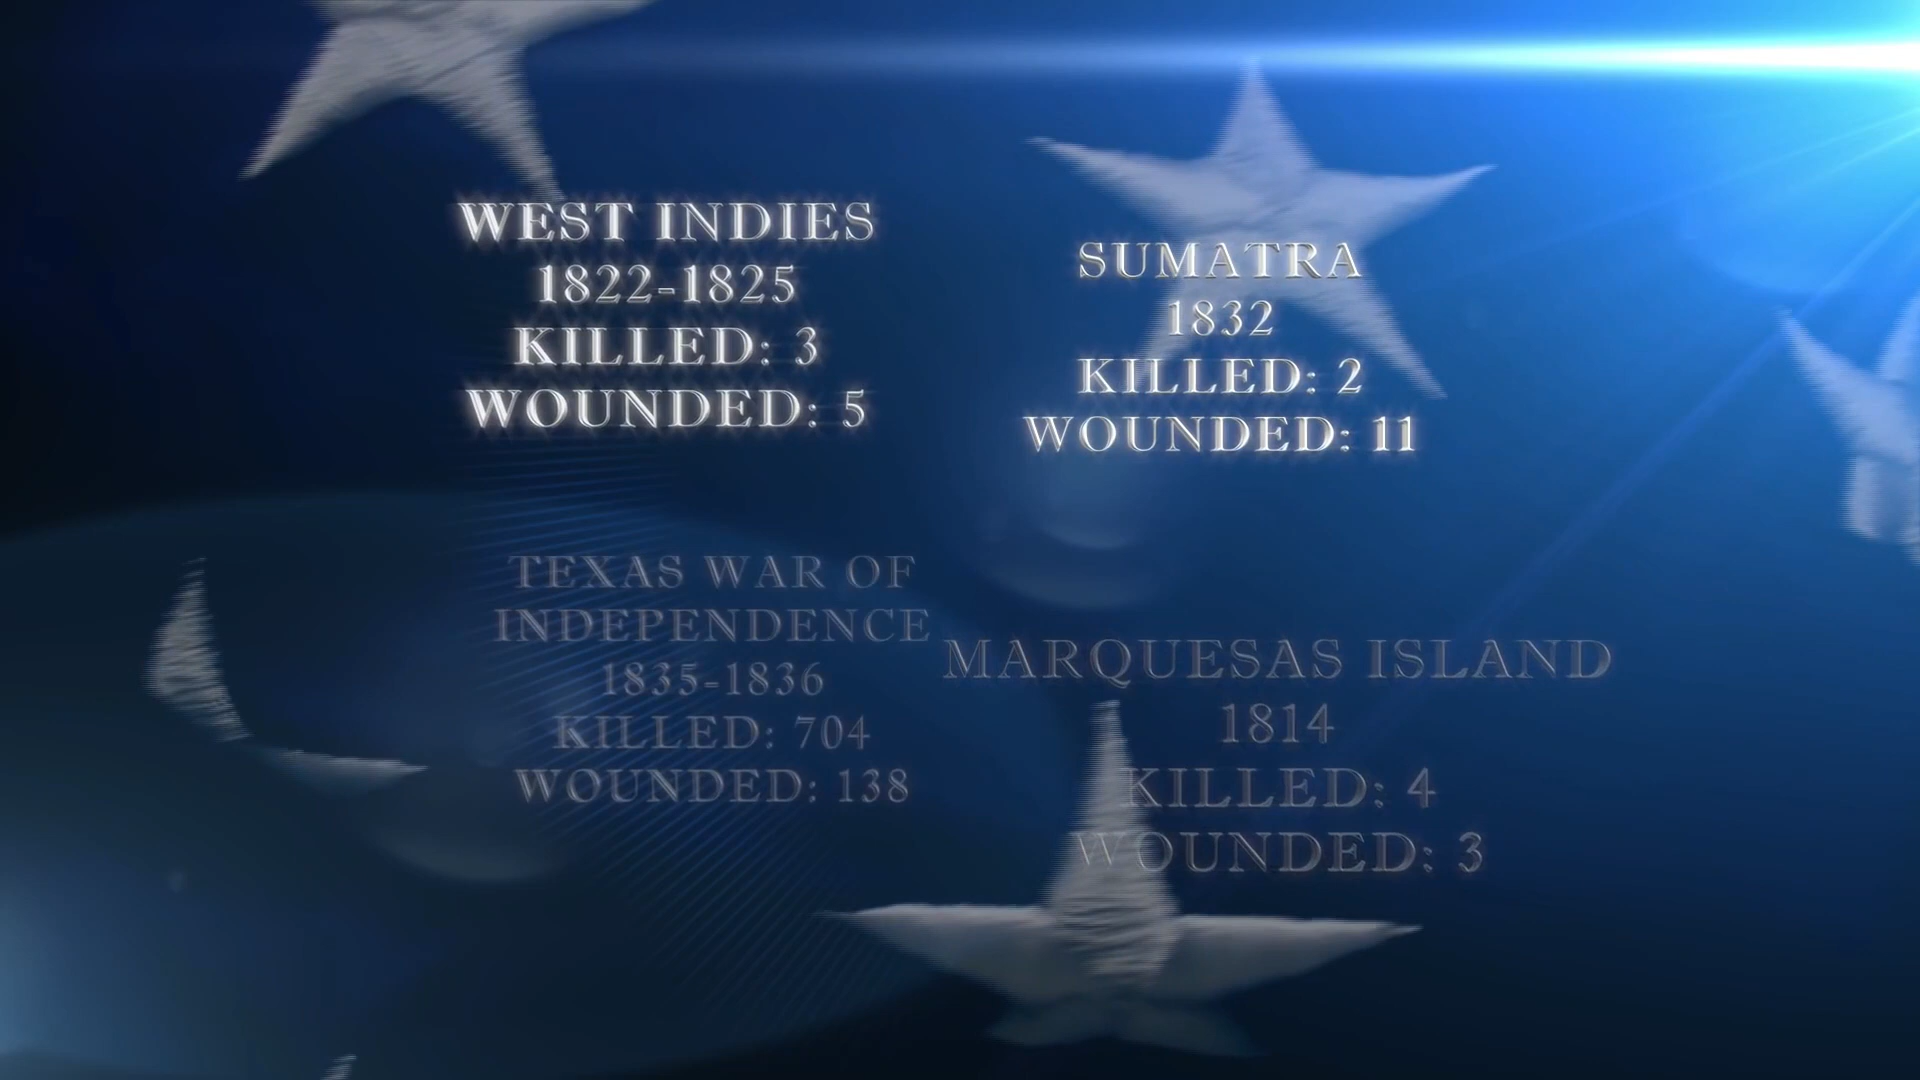 WEST INDIES
1822-1825
KILLED: 3
WOUNDED: 5
SUMATRA
1832
KILLED: 2
WOUNDED: 11
TEXAS WAR OF
INDEPENDENCE
1835-1836
KILLED: 704
WOUNDED: 138
MARQUESAS ISLAND
1814
KILLED: 4
WOUNDED: 3